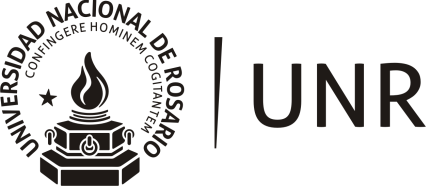 UNIVERSIDAD NACIONAL DE ROSARIO
CONFINGERE HOMINEM COGITANTEM
UNR